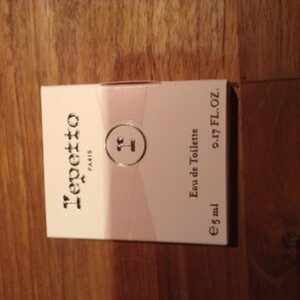 repetto
PARIS
r
Eau de Toilette
℮ 5 ml 0.17 FL.OZ.